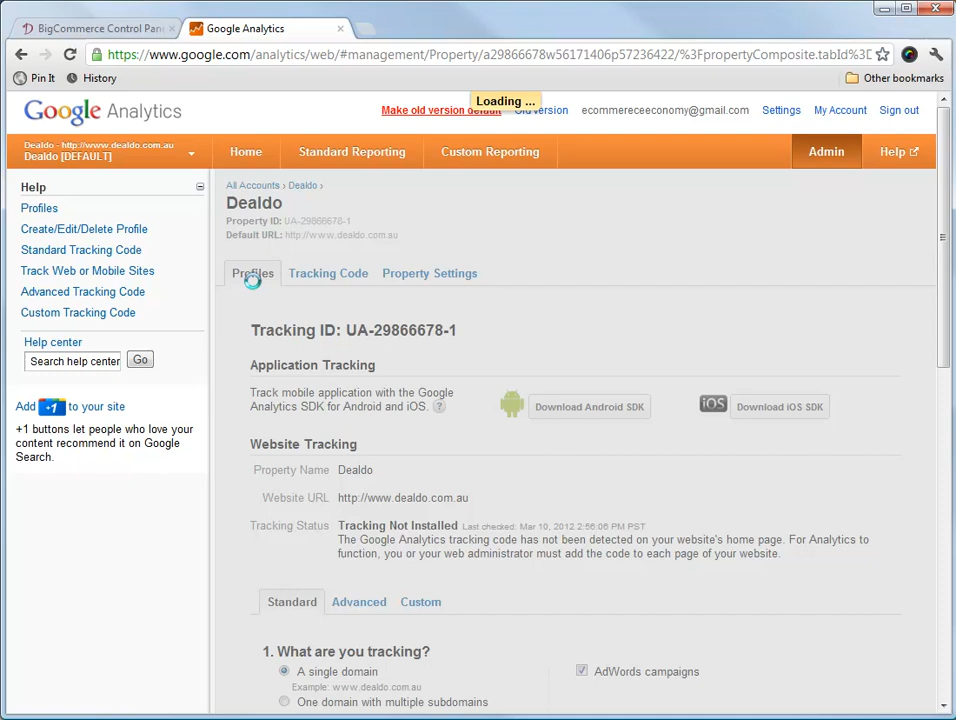 BigCommerce Control Pane
Google Analytics
https://www.google.com/analytics/web/#management/Property/a29866678w56171406p57236422/%3FpropertyComposite.tabId%3D
Pin It History Other bookmarks
Google Analytics
Loading ...
Make old version default Old version ecommereceeconomy@gmail.com Settings My Account Sign out
Dealdo - http://www.dealdo.com.au
Dealdo [DEFAULT]
Home Standard Reporting Custom Reporting Admin Help
Help
Profiles
Create/Edit/Delete Profile
Standard Tracking Code
Track Web or Mobile Sites
Advanced Tracking Code
Custom Tracking Code
Help center
Search help center Go
Add +1 to your site
+1 buttons let people who love your
content recommend it on Google
Search.
All Accounts › Dealdo ›
Dealdo
Property ID: UA-29866678-1
Default URL: http://www.dealdo.com.au
Profiles Tracking Code Property Settings
Tracking ID: UA-29866678-1
Application Tracking
Track mobile application with the Google
Analytics SDK for Android and iOS. ?
Download Android SDK
iOS Download iOS SDK
Website Tracking
Property Name Dealdo
Website URL http://www.dealdo.com.au
Tracking Status Tracking Not Installed Last checked: Mar 10, 2012 2:56:06 PM PST
The Google Analytics tracking code has not been detected on your website's home page. For Analytics to
function, you or your web administrator must add the code to each page of your website.
Standard Advanced Custom
1. What are you tracking?
A single domain
Example: www.dealdo.com.au
One domain with multiple subdomains
AdWords campaigns